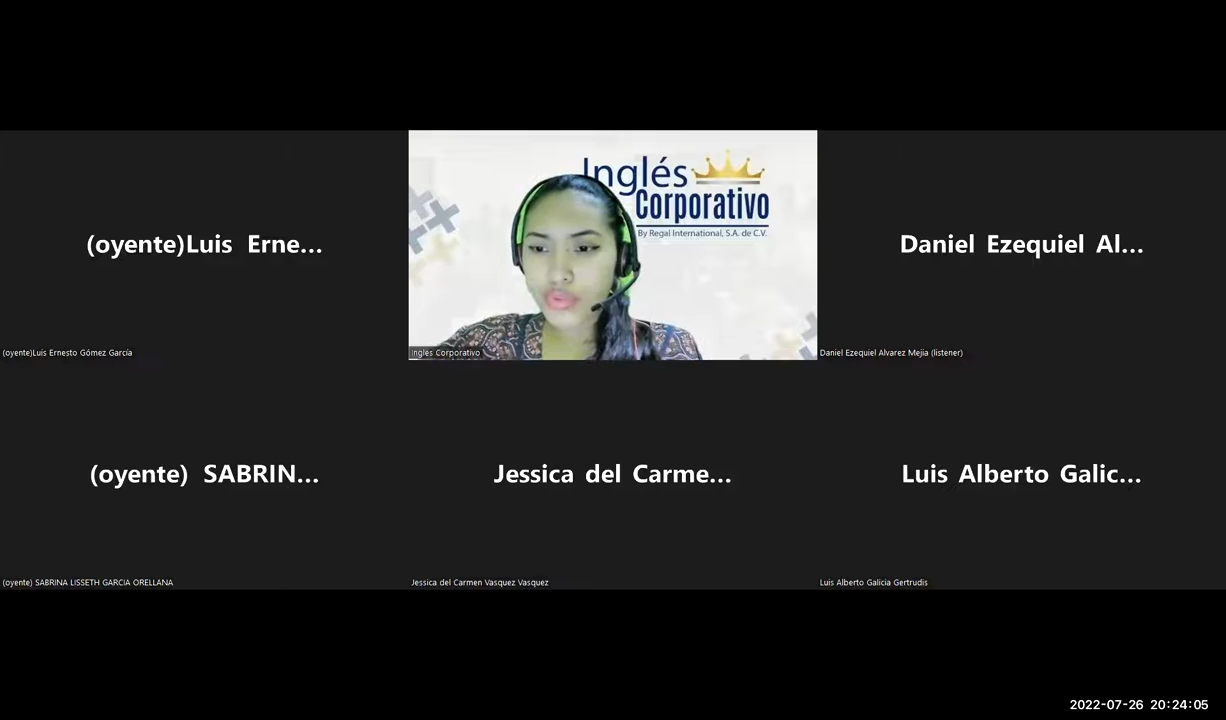 (oyente)Luis Erne...
(oyente)Luis Ernesto Gómez García
Inglés
Corporativo
By Regal International, S.A. de C.V.
Inglés Corporativo
Daniel Ezequiel Al...
Daniel Ezequiel Alvarez Mejia (listener)
(oyente) SABRIN...
(oyente) SABRINA LISSETH GARCIA ORELLANA
Jessica del Carme...
Jessica del Carmen Vasquez Vasquez
Luis Alberto Galic...
Luis Alberto Galicia Gertrudis
2022-07-26 20:24:05